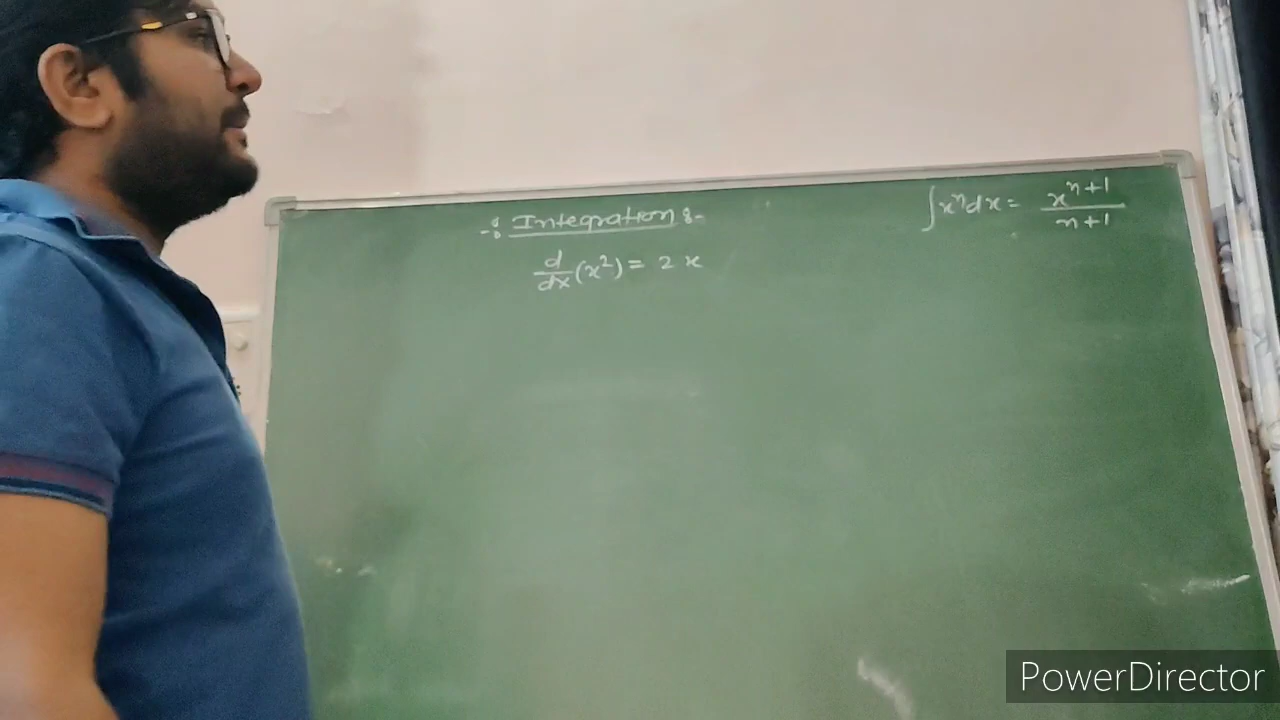 -: Integration :-
d/dx (x²) = 2x
∫xⁿdx = xⁿ⁺¹/n+1
PowerDirector